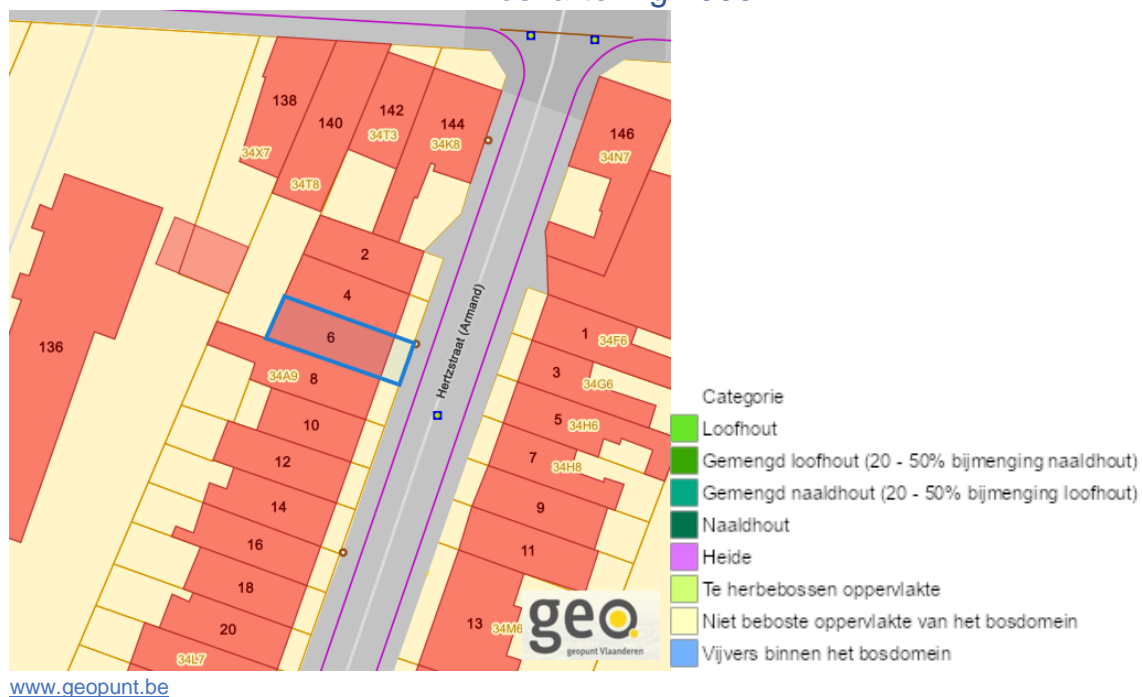 138
140
142
144
146
34X7
34T8
34T3
34K8
34N7
2
4
6
8
34A9
10
12
14
16
18
20
34L7
136
Hertzstraat (Armand)
1
34F6
3
34G6
5
34H6
7
34H8
9
11
13
34M6
geo.
geopunt Vlaanderen
Categorie
Loofhout
Gemengd loofhout (20 - 50% bijmenging naaldhout)
Gemengd naaldhout (20 - 50% bijmenging loofhout)
Naaldhout
Heide
Te herbebossen oppervlakte
Niet beboste oppervlakte van het bosdomein
Vijvers binnen het bosdomein
www.geopunt.be